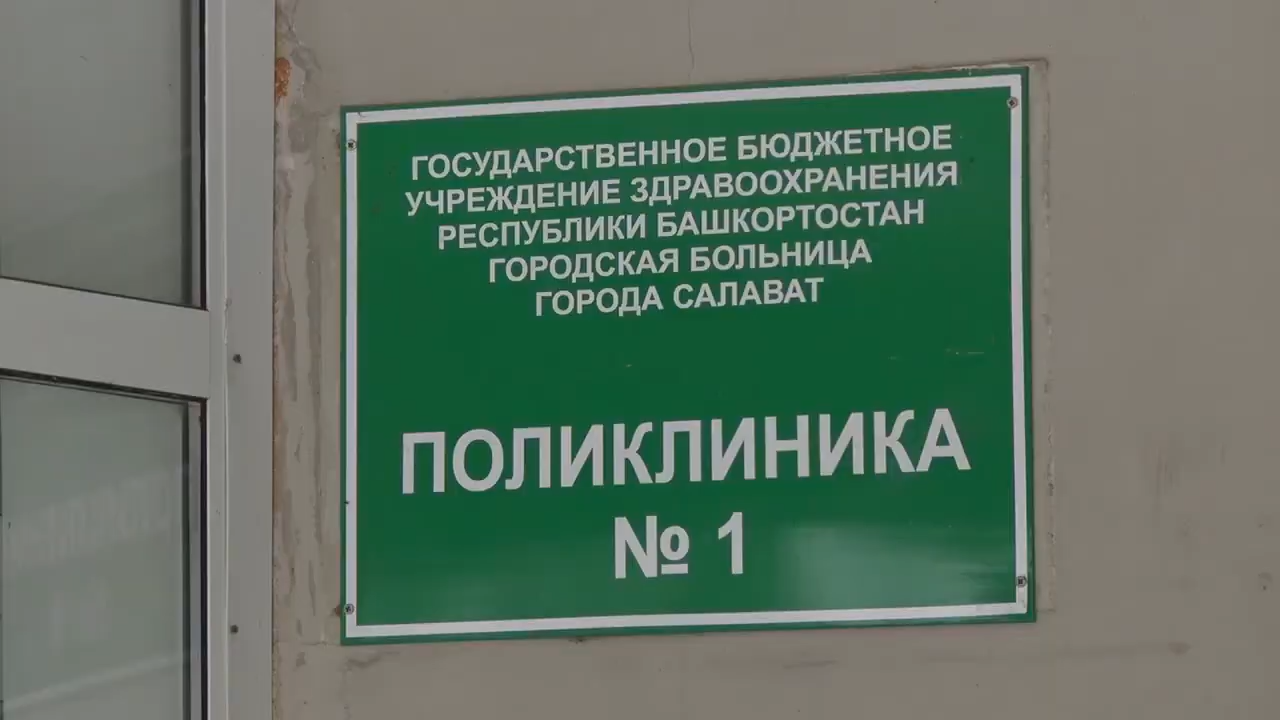 ГОСУДАРСТВЕННОЕ БЮДЖЕТНОЕ
УЧРЕЖДЕНИЕ ЗДРАВООХРАНЕНИЯ
РЕСПУБЛИКИ БАШКОРТОСТАН
ГОРОДСКАЯ БОЛЬНИЦА
ГОРОДА САЛАВАТ
ПОЛИКЛИНИКА
№ 1